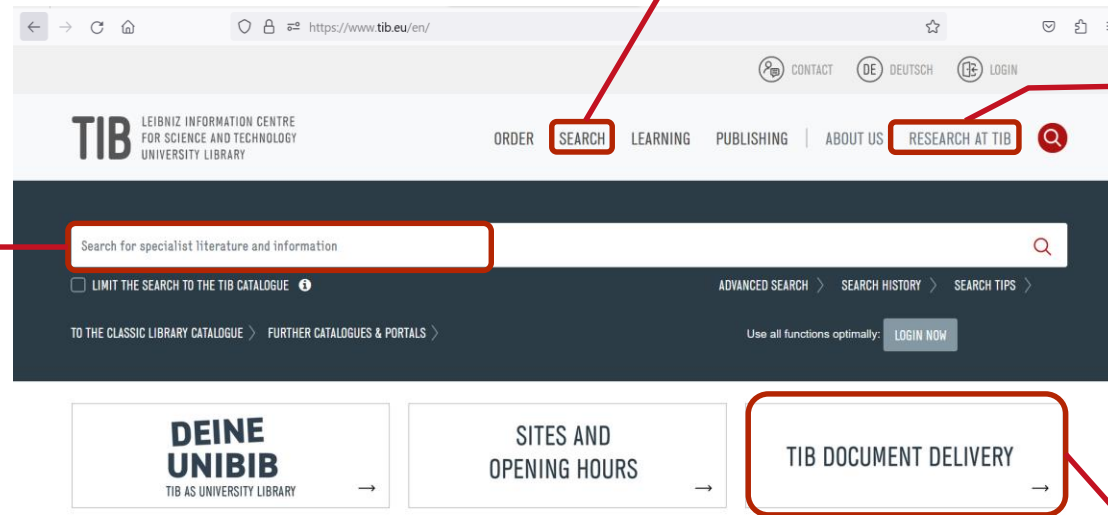 https://www.tib.eu/en/
CONTACT DE DEUTSCH LOGIN
TIB LEIBNIZ INFORMATION CENTRE
FOR SCIENCE AND TECHNOLOGY
UNIVERSITY LIBRARY
ORDER SEARCH LEARNING PUBLISHING | ABOUT US RESEARCH AT TIB
Search for specialist literature and information
LIMIT THE SEARCH TO THE TIB CATALOGUE
ADVANCED SEARCH > SEARCH HISTORY > SEARCH TIPS >
TO THE CLASSIC LIBRARY CATALOGUE > FURTHER CATALOGUES & PORTALS >
Use all functions optimally: LOGIN NOW
DEINE
UNIBIB
TIB AS UNIVERSITY LIBRARY →
SITES AND
OPENING HOURS →
TIB DOCUMENT DELIVERY →